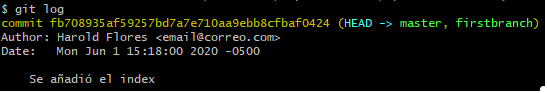 $ git log
commit fb708935af59257bd7a7e710aa9ebb8cfbaf0424 (HEAD -> master, firstbranch)
Author: Harold Flores <email@correo.com>
Date:   Mon Jun 1 15:18:00 2020 -0500
    Se añadió el index